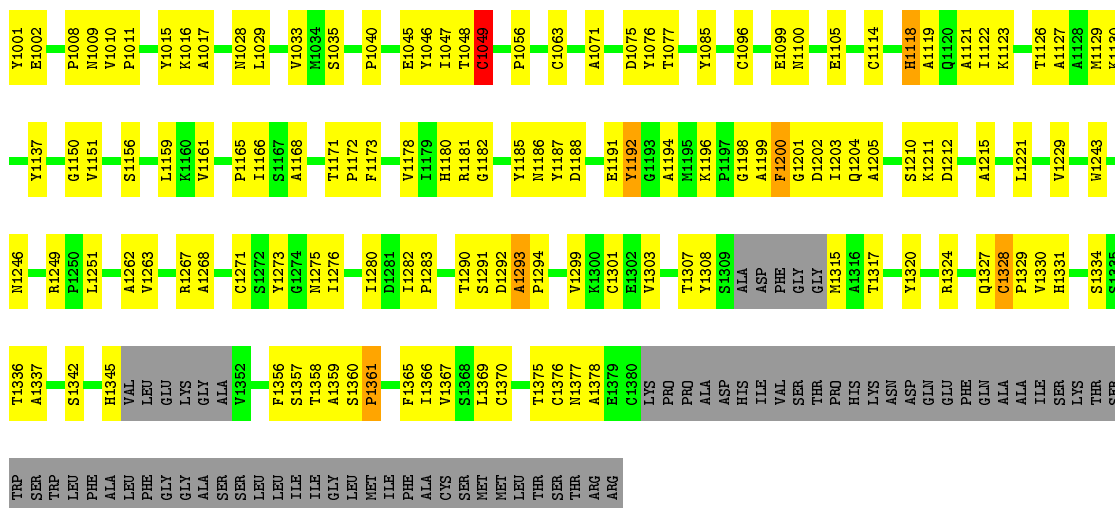 Y1001 E1002 P1008 N1009 V1010 P1011 Y1015 K1016 A1017 N1028 L1029 V1033 M1034 S1035 P1040 E1045 Y1046 I1047 T1048 C1049 P1056 C1063 A1071 D1075 Y1076 T1077 Y1085 C1096 E1099 N1100 E1105 C1114 H1118 A1119 Q1120 A1121 I1122 K1123 T1126 A1127 A1128 M1129 K1130
Y1137 G1150 V1151 S1156 L1159 K1160 V1161 P1165 I1166 S1167 A1168 T1171 P1172 F1173 V1178 I1179 H1180 R1181 G1182 Y1185 N1186 Y1187 D1188 E1191 Y1192 G1193 A1194 M1195 K1196 P1197 G1198 A1199 F1200 G1201 D1202 I1203 Q1204 A1205 S1210 K1211 D1212 A1215 L1221 V1229 W1243
N1246 R1249 P1250 L1251 A1262 V1263 R1267 A1268 C1271 S1272 Y1273 G1274 N1275 I1276 I1280 D1281 I1282 P1283 T1290 S1291 D1292 A1293 P1294 V1299 K1300 C1301 E1302 V1303 T1307 Y1308 S1309 ALA ASP PHE GLY GLY M1315 A1316 T1317 Y1320 R1324 Q1327 C1328 P1329 V1330 H1331 S1334 S1335
T1336 A1337 S1342 H1345 VAL LEU GLU LYS GLY ALA V1352 F1356 S1357 T1358 A1359 S1360 P1361 F1365 I1366 V1367 S1368 L1369 C1370 T1375 C1376 N1377 A1378 E1379 C1380 LYS PRO PRO ALA ASP HIS ILE VAL SER THR PRO HIS LYS ASN ASP GLN GLU PHE GLN ALA ALA ILE SER LYS THR SER
TRP SER TRP LEU PHE ALA LEU PHE GLY GLY ALA SER SER LEU LEU ILE ILE GLY LEU MET ILE PHE ALA CYS SER MET MET LEU THR SER THR ARG ARG